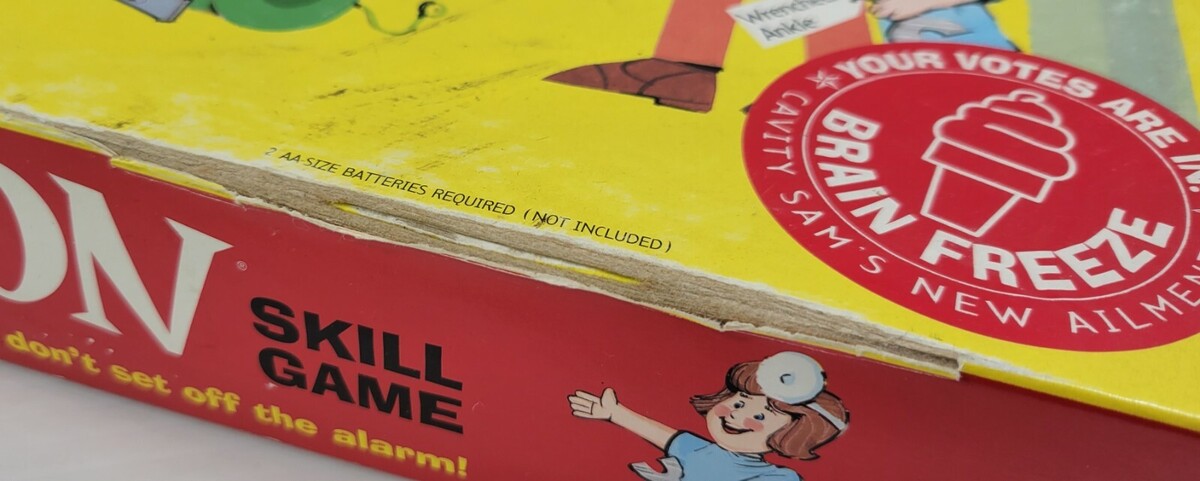 Wrenched
Ankle
YOUR VOTES ARE IN
BRAIN FREEZE
CAVITY SAM'S NEW AILMENT
2 AA-SIZE BATTERIES REQUIRED (NOT INCLUDED)
ON®
SKILL
GAME
don't set off the alarm!